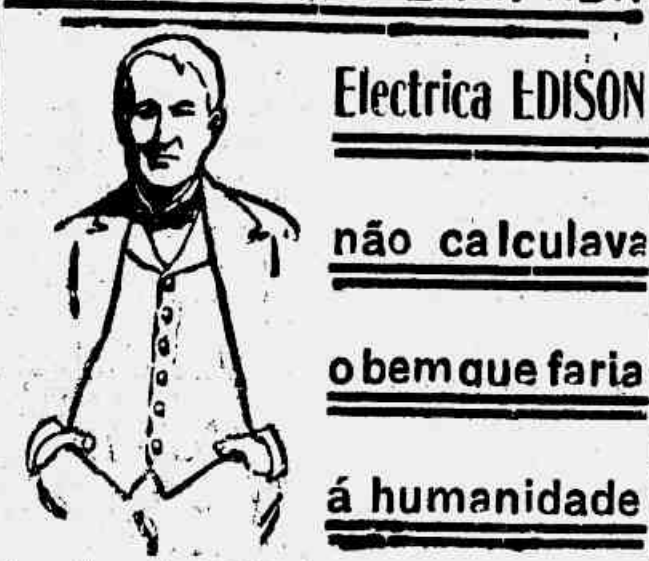 Electrica EDISON
não calculava
o bem que faria
á humanidade